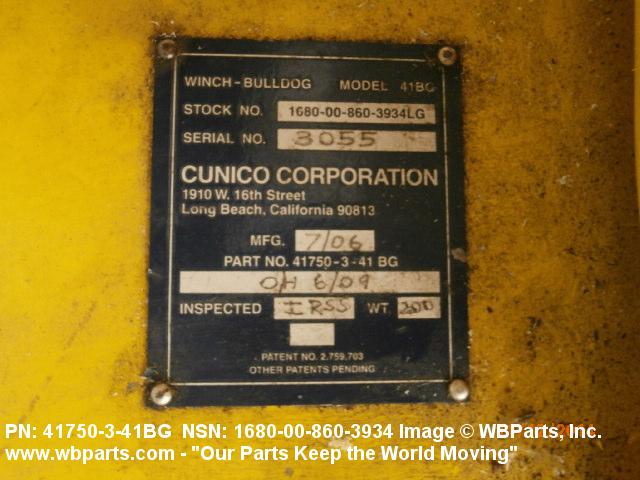 WINCH-BULLDOG MODEL 41BG
STOCK NO. 1680-00-860-3934LG
SERIAL NO. 3055
CUNICO CORPORATION
1910 W. 16th Street
Long Beach, California 90813
MFG. 7/06
PART NO. 41750-3-41 BG
OH 6/09
INSPECTED IRSS WT. 200
PATENT NO. 2,759,703
OTHER PATENTS PENDING
PN: 41750-3-41BG NSN: 1680-00-860-3934 Image © WBParts, Inc.
www.wbparts.com - "Our Parts Keep the World Moving"